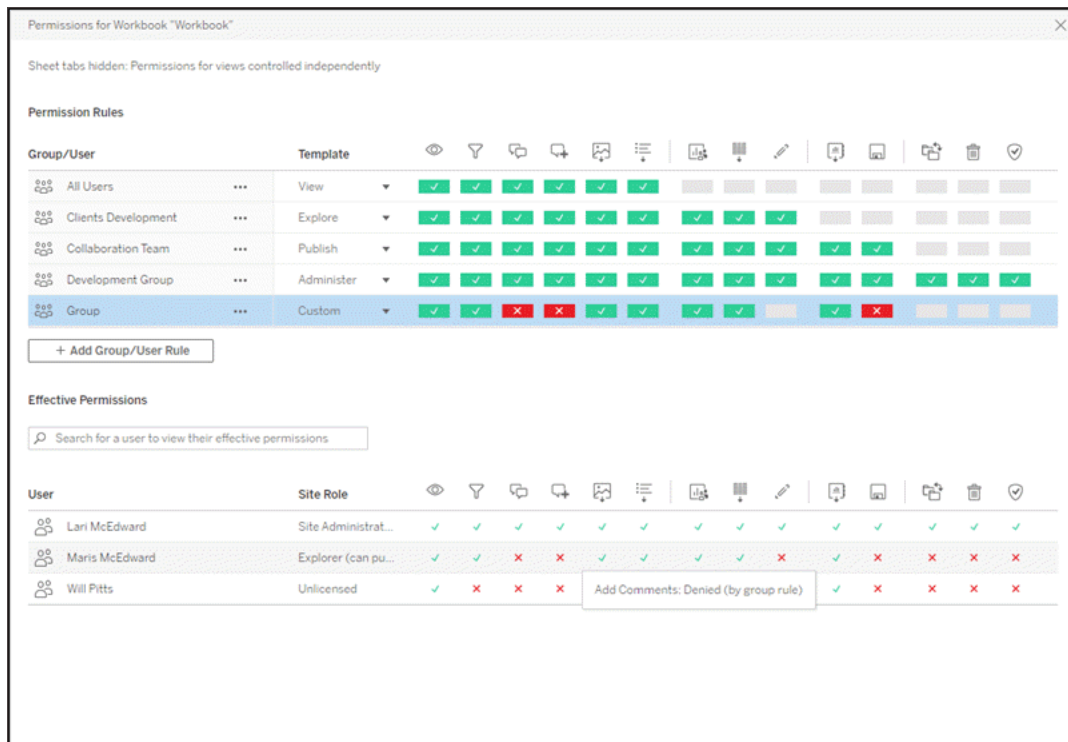 Permissions for Workbook "Workbook"
Sheet tabs hidden: Permissions for views controlled independently
Permission Rules
Group/User Template
All Users ... View
Clients Development ... Explore
Collaboration Team ... Publish
Development Group ... Administer
Group ... Custom
+ Add Group/User Rule
Effective Permissions
Search for a user to view their effective permissions
User Site Role
Lari McEdward Site Administrat...
Maris McEdward Explorer (can pu...
Will Pitts Unlicensed
Add Comments: Denied (by group rule)